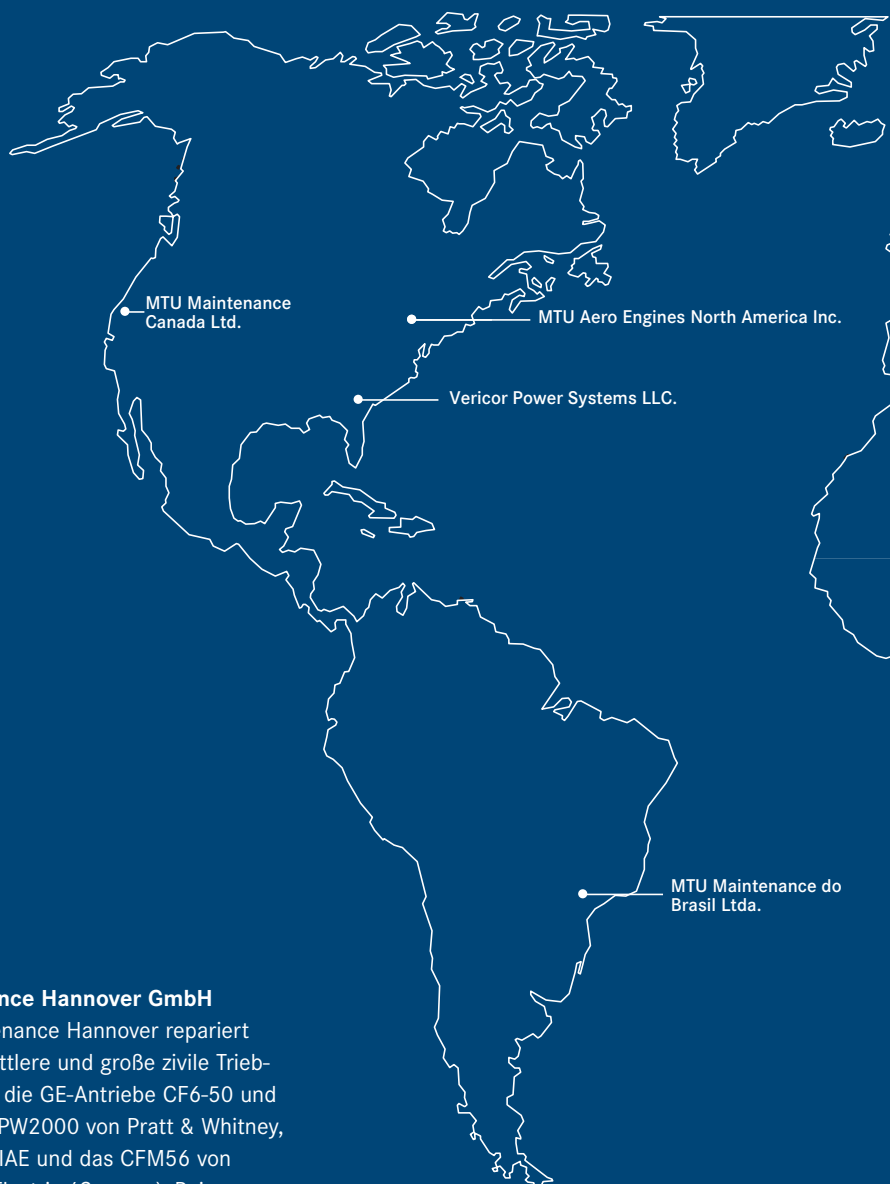 MTU Maintenance
Canada Ltd.
MTU Aero Engines North America Inc.
Vericor Power Systems LLC.
MTU Maintenance do
Brasil Ltda.
nce Hannover GmbH
nance Hannover repariert
ttlere und große zivile Trieb-
die GE-Antriebe CF6-50 und
PW2000 von Pratt & Whitney,
IAE und das CFM56 von